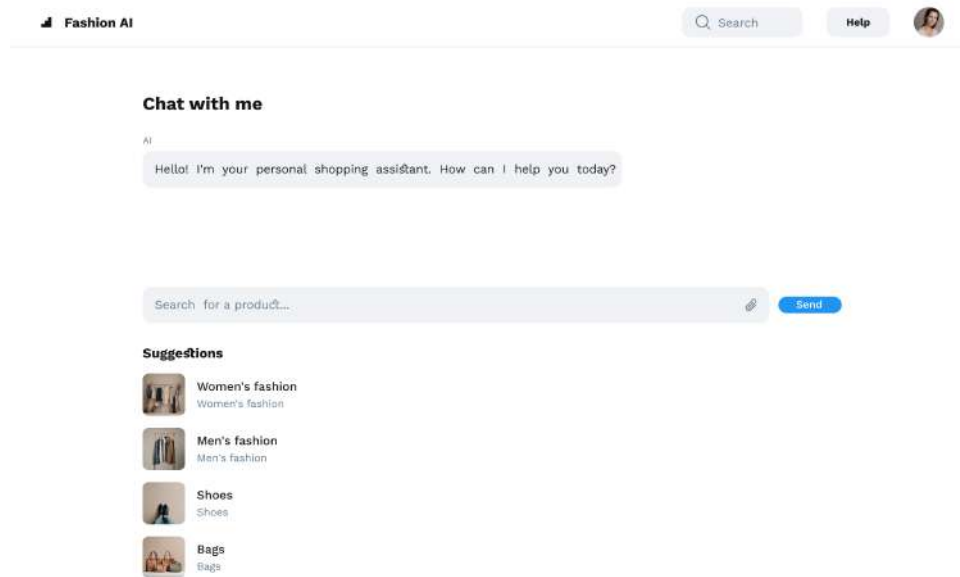 Fashion AI
Search
Help
Chat with me
AI
Hello! I'm your personal shopping assistant. How can I help you today?
Search for a product...
Send
Suggestions
Women's fashion
Women's fashion
Men's fashion
Men's fashion
Shoes
Shoes
Bags
Bags